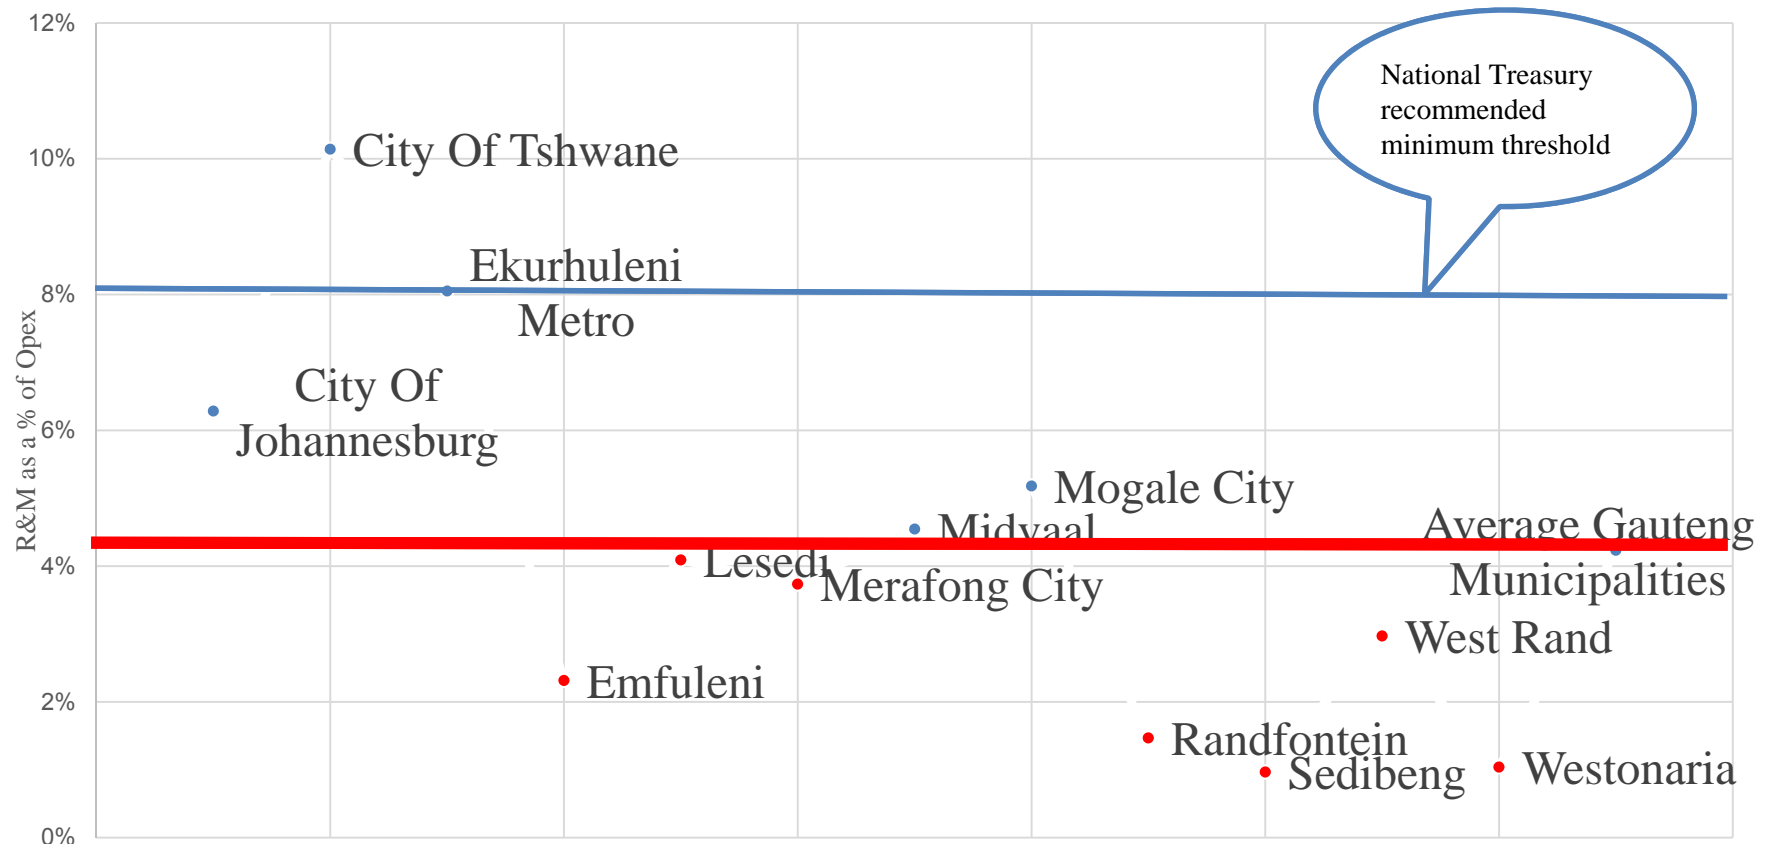 12%
National Treasury
recommended
minimum threshold
City Of Tshwane
10%
Ekurhuleni
Metro
8%
R&M as a % of Opex
City Of
Johannesburg
6%
Mogale City
Midvaal
Average Gauteng
Municipalities
4%
Lesedi
Merafong City
West Rand
Emfuleni
2%
Randfontein
Sedibeng
Westonaria
0%